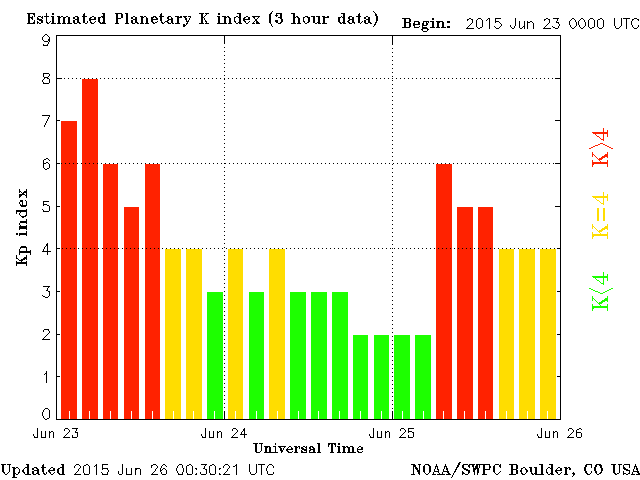 Estimated Planetary K index (3 hour data) Begin: 2015 Jun 23 0000 UTC
9
8
7
6
5
4
3
2
1
0
Kp index
K>4
K=4
K<4
Jun 23 Jun 24 Jun 25 Jun 26
Universal Time
Updated 2015 Jun 26 00:30:21 UTC NOAA/SWPC Boulder, CO USA